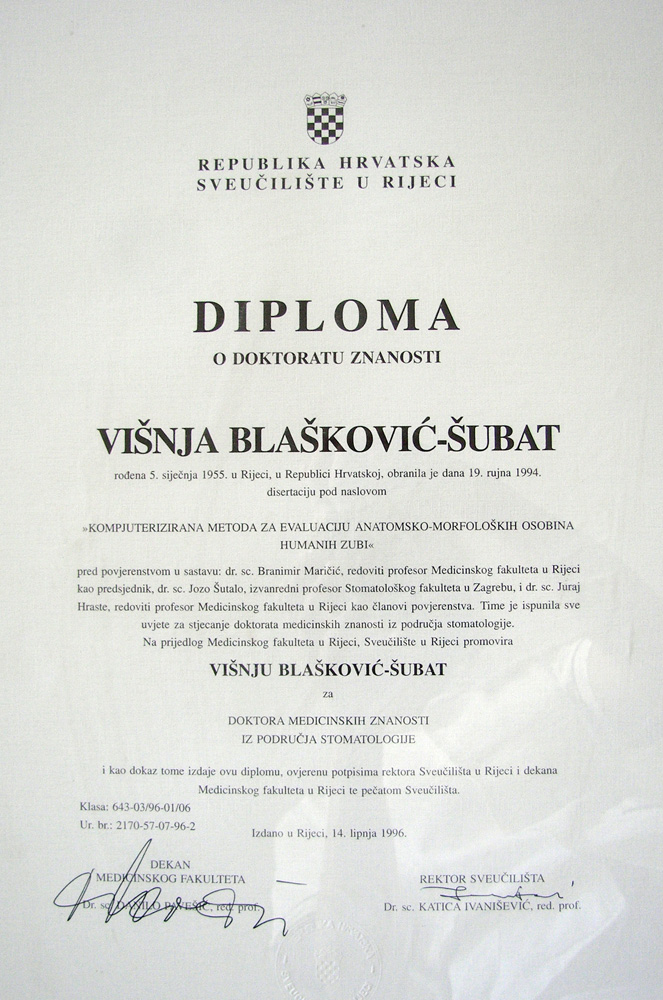 REPUBLIKA HRVATSKA
SVEUČILIŠTE U RIJECI
DIPLOMA
O DOKTORATU ZNANOSTI
VIŠNJA BLAŠKOVIĆ-ŠUBAT
rođena 5. siječnja 1955. u Rijeci, u Republici Hrvatskoj, obranila je dana 19. rujna 1994.
disertaciju pod naslovom
»KOMPJUTERIZIRANA METODA ZA EVALUACIJU ANATOMSKO-MORFOLOŠKIH OSOBINA
HUMANIH ZUBI«
pred povjerenstvom u sastavu: dr. sc. Branimir Maričić, redoviti profesor Medicinskog fakulteta u Rijeci
kao predsjednik, dr. sc. Jozo Šutalo, izvanredni profesor Stomatološkog fakulteta u Zagrebu, i dr. sc. Juraj
Hraste, redoviti profesor Medicinskog fakulteta u Rijeci kao članovi povjerenstva. Time je ispunila sve
uvjete za stjecanje doktorata medicinskih znanosti iz područja stomatologije.
Na prijedlog Medicinskog fakulteta u Rijeci, Sveučilište u Rijeci promovira
VIŠNJU BLAŠKOVIĆ-ŠUBAT
za
DOKTORA MEDICINSKIH ZNANOSTI
IZ PODRUČJA STOMATOLOGIJE
i kao dokaz tome izdaje ovu diplomu, ovjerenu potpisima rektora Sveučilišta u Rijeci i dekana
Medicinskog fakulteta u Rijeci te pečatom Sveučilišta.
Klasa: 643-03/96-01/06
Ur. br.: 2170-57-07-96-2
Izdano u Rijeci, 14. lipnja 1996.
DEKAN
MEDICINSKOG FAKULTETA
Dr. sc. DANILO PAVEŠIĆ, red. prof.
REKTOR SVEUČILIŠTA
Dr. sc. KATICA IVANIŠEVIĆ, red. prof.